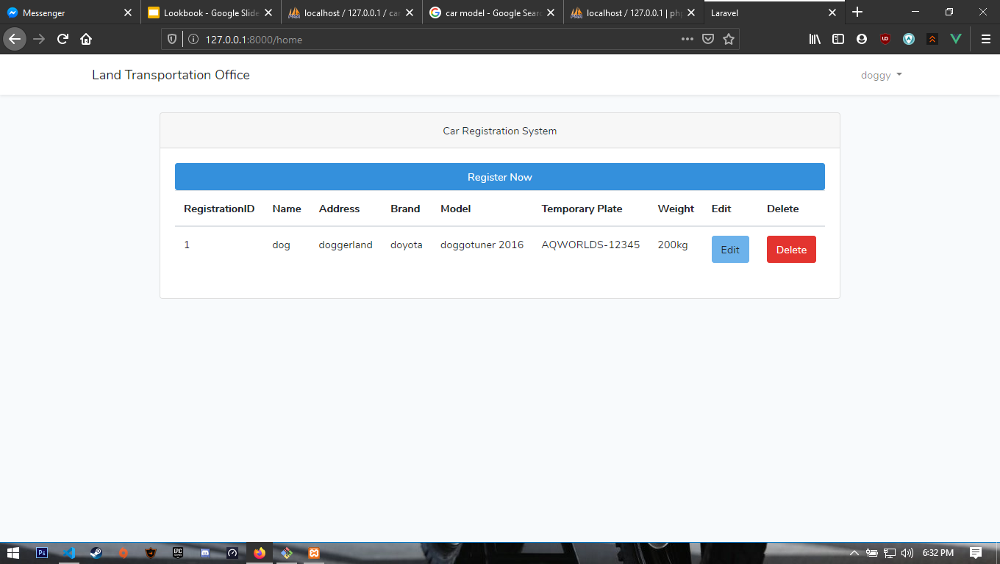 Messenger
Lookbook - Google Slide
localhost / 127.0.0.1 / car
car model - Google Searc
localhost / 127.0.0.1 | php
Laravel
127.0.0.1:8000/home
Land Transportation Office
doggy
Car Registration System
Register Now
RegistrationID Name Address Brand Model Temporary Plate Weight Edit Delete
1 dog doggerland doyota doggotuner 2016 AQWORLDS-12345 200kg Edit Delete
Ps
EPIC
6:32 PM